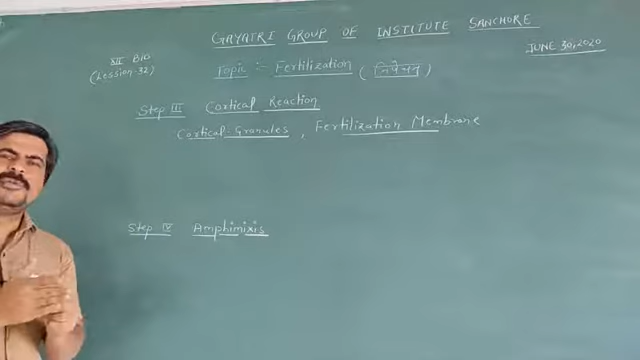 GAYATRI GROUP OF INSTITUTE SANCHORE
JUNE 30, 2020
XII BIO
(Lession-32)
Topic :- Fertilization (निषेचन)
Step III Cortical Reaction
Cortical-Granules, Fertilization Membrane
Step IV Amphimixis